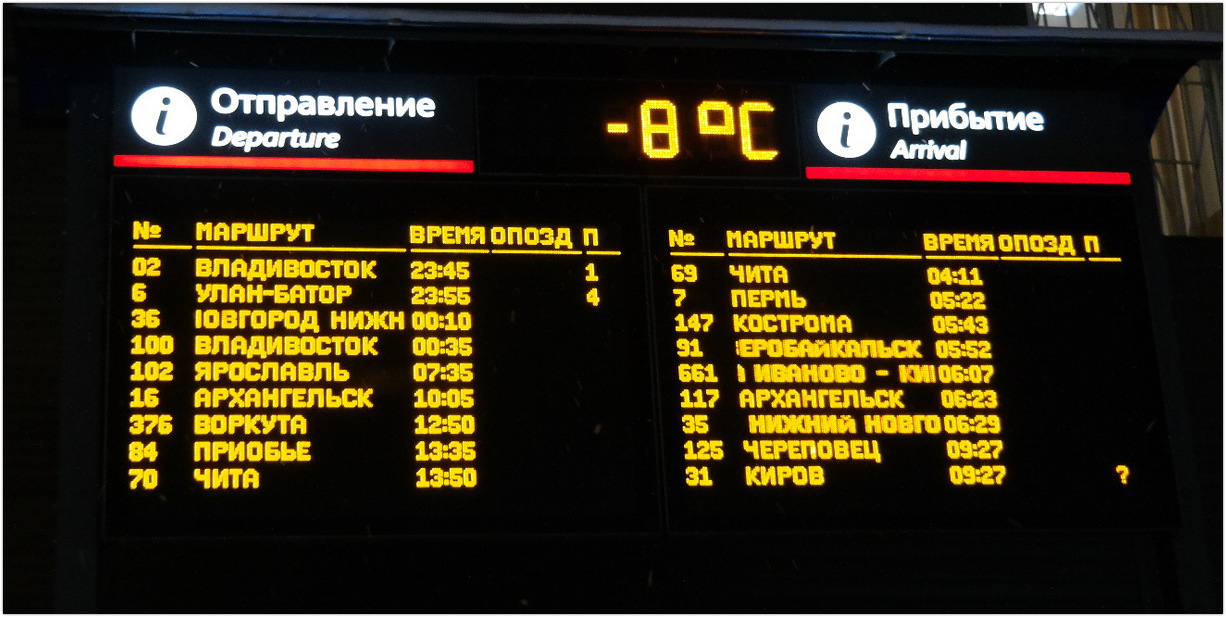 Отправление
Departure
-8°C
Прибытие
Arrival
№ МАРШРУТ ВРЕМЯ ОПОЗД П
02 ВЛАДИВОСТОК 23:45 1
6 УЛАН-БАТОР 23:55 4
36 ОВГОРОД НИЖН 00:10
100 ВЛАДИВОСТОК 00:35
102 ЯРОСЛАВЛЬ 07:35
16 АРХАНГЕЛЬСК 10:05
376 ВОРКУТА 12:50
84 ПРИОБЬЕ 13:35
70 ЧИТА 13:50
№ МАРШРУТ ВРЕМЯ ОПОЗД П
69 ЧИТА 04:11
7 ПЕРМЬ 05:22
147 КОСТРОМА 05:43
91 ЕРОБАЙКАЛЬСК 05:52
661 ИВАНОВО - КИ 06:07
117 АРХАНГЕЛЬСК 06:23
35 НИЖНИЙ НОВГО 06:29
125 ЧЕРЕПОВЕЦ 09:27
31 КИРОВ 09:27 ?